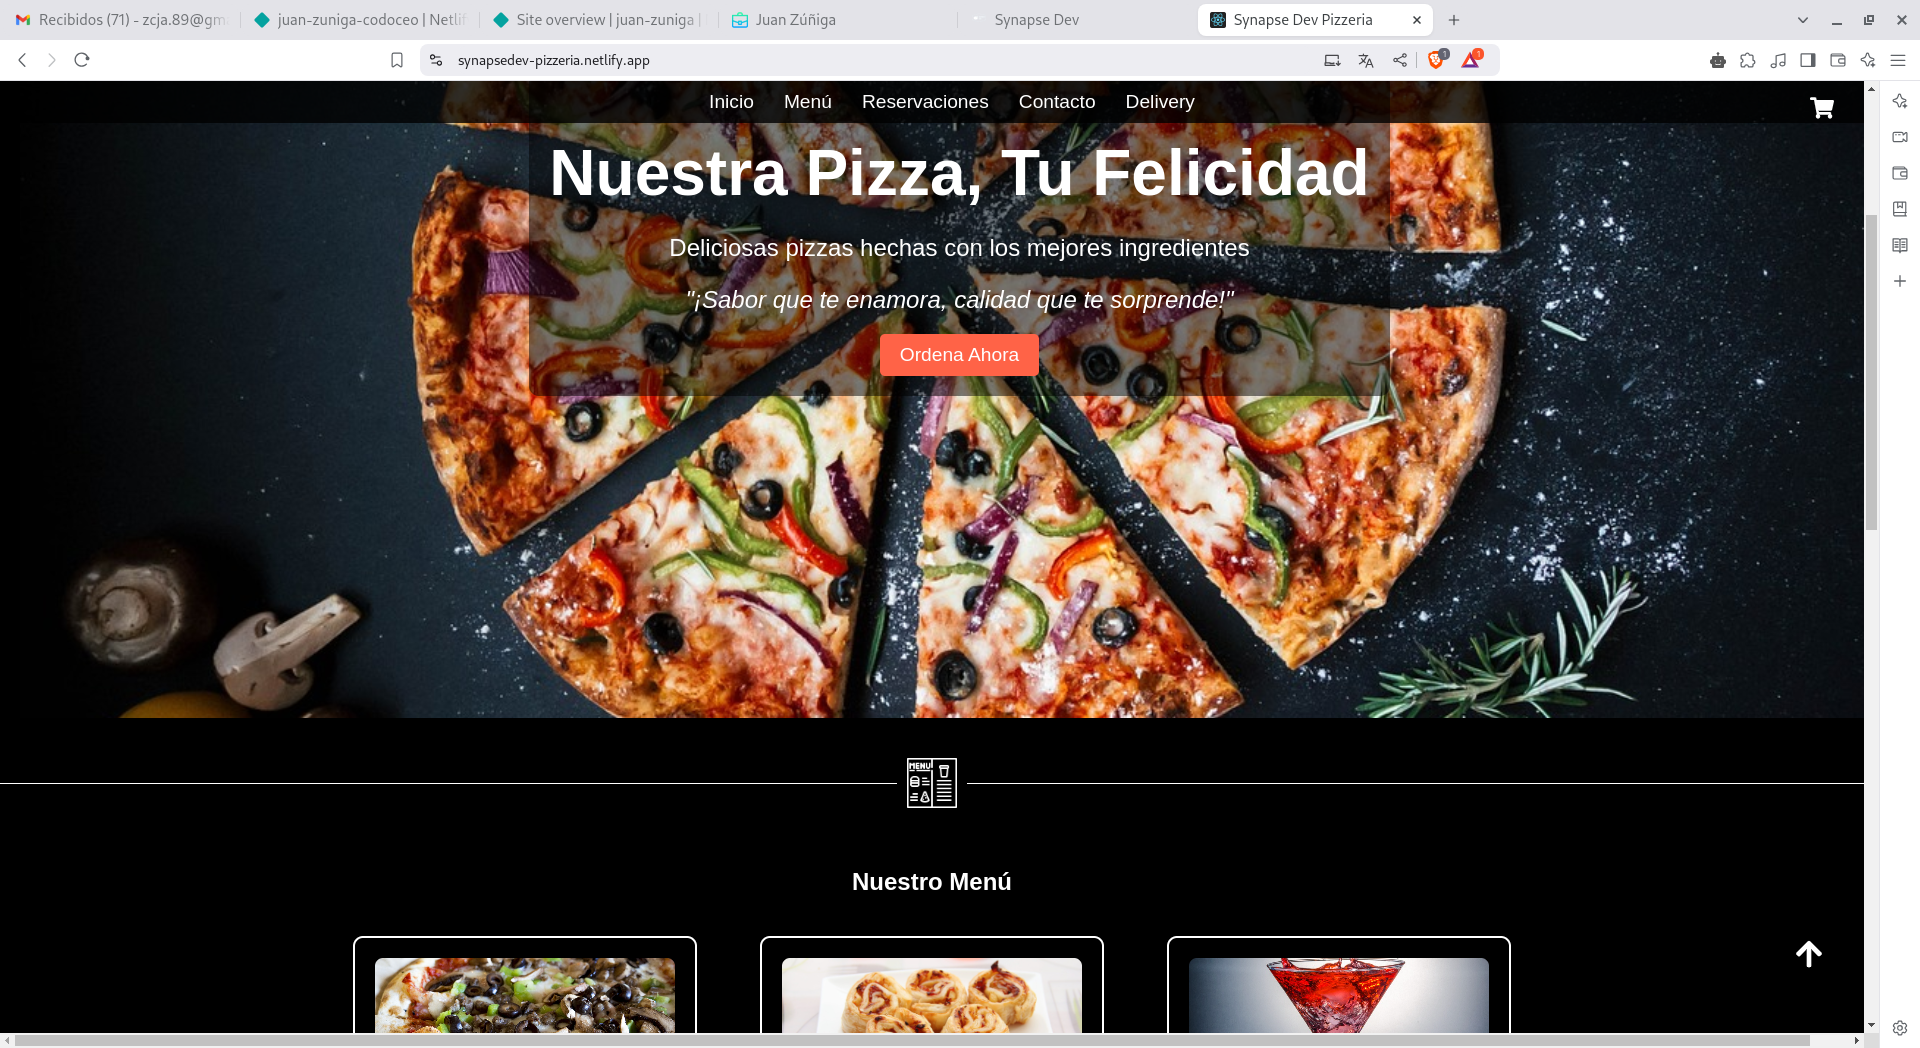 Recibidos (71) - zcja.89@gm
juan-zuniga-codoceo | Netlif
Site overview | juan-zuniga |
Juan Zúñiga
Synapse Dev
Synapse Dev Pizzeria
synapsedev-pizzeria.netlify.app
1
1
Inicio Menú Reservaciones Contacto Delivery
Nuestra Pizza, Tu Felicidad
Deliciosas pizzas hechas con los mejores ingredientes
"¡Sabor que te enamora, calidad que te sorprende!"
Ordena Ahora
MENU
Nuestro Menú